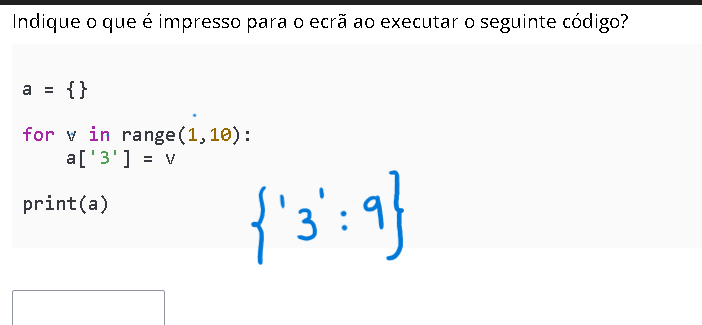 Indique o que é impresso para o ecrã ao executar o seguinte código?
a = {}
for v in range(1,10):
    a['3'] = v
print(a)
{'3':9}